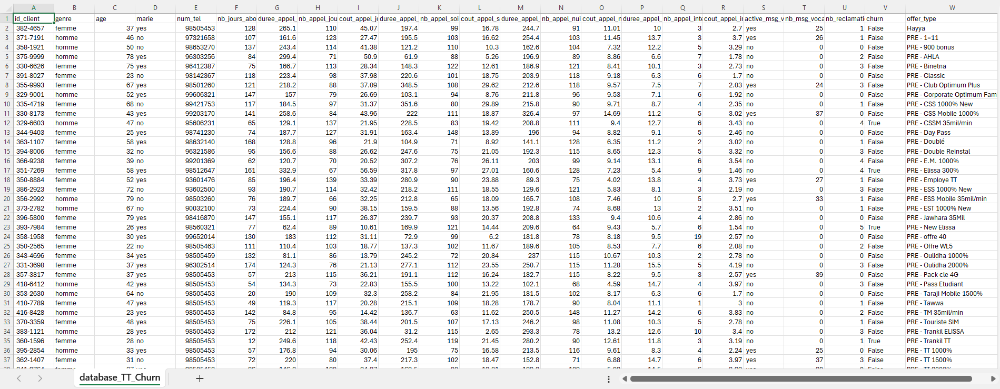 A B C D E F G H I J K L M N O P Q R S T U V W
1 id_client genre age marie num_tel nb_jours_abo duree_appel_ nb_appel_jou cout_appel_j duree_appel_ nb_appel_soi cout_appel_s duree_appel_ nb_appel_nui cout_appel_n duree_appel_ nb_appel_inte cout_appel_in active_msg_v nb_msg_voca nb_reclamati churn offer_type
2 382-4657 femme 37 yes 98505453 128 265.1 110 45.07 197.4 99 16.78 244.7 91 11.01 10 3 2.7 yes 25 1 False Hayya
3 371-7191 homme 46 no 97321658 107 161.6 123 27.47 195.5 103 16.62 254.4 103 11.45 13.7 3 3.7 yes 26 1 False PRE - 1=11
4 358-1921 homme 50 no 98653270 137 243.4 114 41.38 121.2 110 10.3 162.6 104 7.32 12.2 5 3.29 no 0 0 False PRE - 900 bonus
5 375-9999 homme 78 yes 96303256 84 299.4 71 50.9 61.9 88 5.26 196.9 89 8.86 6.6 7 1.78 no 0 2 False PRE - AHLA
6 330-6626 femme 75 yes 96412387 75 166.7 113 28.34 148.3 122 12.61 186.9 121 8.41 10.1 3 2.73 no 0 3 False PRE - Binetna
7 391-8027 femme 23 no 98142367 118 223.4 98 37.98 220.6 101 18.75 203.9 118 9.18 6.3 6 1.7 no 0 0 False PRE - Classic
8 355-9993 femme 67 yes 98501260 121 218.2 88 37.09 348.5 108 29.62 212.6 118 9.57 7.5 7 2.03 yes 24 3 False PRE - Club Optimum Plus
9 329-9001 homme 52 yes 99606321 147 157 79 26.69 103.1 94 8.76 211.8 96 9.53 7.1 6 1.92 no 0 0 False PRE - Corporate Optimum Fam
10 335-4719 femme 68 no 99421753 117 184.5 97 31.37 351.6 80 29.89 215.8 90 9.71 8.7 4 2.35 no 0 1 False PRE - CSS 1000% New
11 330-8173 femme 43 yes 99203170 141 258.6 84 43.96 222 111 18.87 326.4 97 14.69 11.2 5 3.02 yes 37 0 False PRE - CSS Mobile 1000%
12 329-6603 homme 47 no 95606231 65 129.1 137 21.95 228.5 83 19.42 208.8 111 9.4 12.7 6 3.43 no 0 4 True PRE - CSSM 35mil/min
13 344-9403 femme 25 yes 98741230 74 187.7 127 31.91 163.4 148 13.89 196 94 8.82 9.1 5 2.46 no 0 0 False PRE - Day Pass
14 363-1107 femme 58 yes 98632140 168 128.8 96 21.9 104.9 71 8.92 141.1 128 6.35 11.2 2 3.02 no 0 1 False PRE - Doublé
15 394-8006 femme 32 no 96321586 95 156.6 88 26.62 247.6 75 21.05 192.3 115 8.65 12.3 5 3.32 no 0 3 False PRE - Double Reinstal
16 366-9238 femme 39 no 99201369 62 120.7 70 20.52 307.2 76 26.11 203 99 9.14 13.1 6 3.54 no 0 4 False PRE - E.M. 1000%
17 351-7269 femme 58 yes 98512647 161 332.9 67 56.59 317.8 97 27.01 160.6 128 7.23 5.4 9 1.46 no 0 4 True PRE - Elissa 300%
18 350-8884 femme 52 yes 93601476 85 196.4 139 33.39 280.9 90 23.88 89.3 75 4.02 13.8 4 3.73 yes 27 1 False PRE - Employe TT
19 386-2923 femme 72 no 93602500 93 190.7 114 32.42 218.2 111 18.55 129.6 121 5.83 8.1 3 2.19 no 0 3 False PRE - ESS 1000% New
20 356-2992 homme 79 no 98503260 76 189.7 66 32.25 212.8 65 18.09 165.7 108 7.46 10 5 2.7 yes 33 1 False PRE - ESS Mobile 35mil/min
21 373-2782 homme 67 no 90032100 73 224.4 90 38.15 159.5 88 13.56 192.8 74 8.68 13 2 3.51 no 0 1 False PRE - EST 1000% New
22 396-5800 femme 79 yes 98416870 147 155.1 117 26.37 239.7 93 20.37 208.8 133 9.4 10.6 4 2.86 no 0 0 False PRE - Jawhara 35Mil
23 393-7984 femme 26 yes 98560321 77 62.4 89 10.61 169.9 121 14.44 209.6 64 9.43 5.7 6 1.54 no 0 5 True PRE - New Elissa
24 358-1958 femme 30 yes 99652014 130 183 112 31.11 72.9 99 6.2 181.8 78 8.18 9.5 19 2.57 no 0 0 False PRE - offre 40
25 350-2565 femme 22 no 98505463 111 110.4 103 18.77 137.3 102 11.67 189.6 105 8.53 7.7 6 2.08 no 0 2 False PRE - Offre WL5
26 343-4696 femme 34 yes 98505459 132 81.1 86 13.79 245.2 72 20.84 237 115 10.67 10.3 2 2.78 no 0 0 False PRE - Oulidha 1000%
27 331-3698 femme 37 yes 96302514 174 124.3 76 21.13 277.1 112 23.55 250.7 115 11.28 15.5 5 4.19 no 0 3 False PRE - Oulidha 2000%
28 357-3817 femme 37 yes 98505453 57 213 115 36.21 191.1 112 16.24 182.7 115 8.22 9.5 3 2.57 yes 39 0 False PRE - Pack cle 4G
29 418-6412 homme 42 yes 98505453 54 134.3 73 22.83 155.5 100 13.22 102.1 68 4.59 14.7 4 3.97 no 0 3 False PRE - Pass Etudiant
30 353-2630 homme 64 no 98505453 20 190 109 32.3 258.2 84 21.95 181.5 102 8.17 6.3 6 1.7 no 0 0 False PRE - Taraji Mobile 1500%
31 410-7789 femme 47 yes 98505453 49 119.3 117 20.28 215.1 109 18.28 178.7 90 8.04 11.1 1 3 no 0 1 False PRE - Tawwa
32 416-8428 homme 23 yes 98505453 142 84.8 95 14.42 136.7 63 11.62 250.5 148 11.27 14.2 6 3.83 no 0 2 False PRE - TM 35mil/min
33 370-3359 femme 48 yes 98505453 75 226.1 105 38.44 201.5 107 17.13 246.2 98 11.08 10.3 5 2.78 no 0 1 False PRE - Touriste SIM
34 383-1121 homme 28 yes 98505453 172 212 121 36.04 31.2 115 2.65 293.3 78 13.2 12.6 10 3.4 no 0 3 False PRE - Trankil ELISSA
35 360-1596 femme 28 no 98505453 12 249.6 118 42.43 252.4 119 21.45 280.2 90 12.61 11.8 3 3.19 no 0 1 True PRE - Trankil TT
36 395-2854 homme 33 yes 98505453 57 176.8 94 30.06 195 75 16.58 213.5 116 9.61 8.3 4 2.24 yes 25 0 False PRE - TT 1000%
37 362-1407 femme 31 no 98505453 72 220 80 37.4 217.3 102 18.47 152.8 71 6.88 14.7 6 3.97 yes 37 3 False PRE - TT 1500%
database_TT_Churn